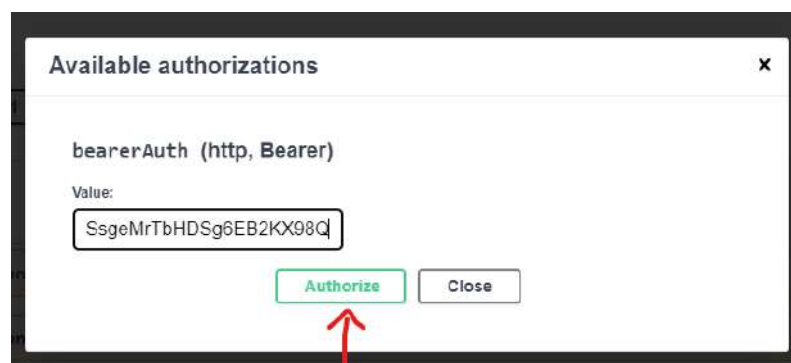 Available authorizations x
bearerAuth (http, Bearer)
Value:
SsgeMrTbHDSg6EB2KX98Q
Authorize Close